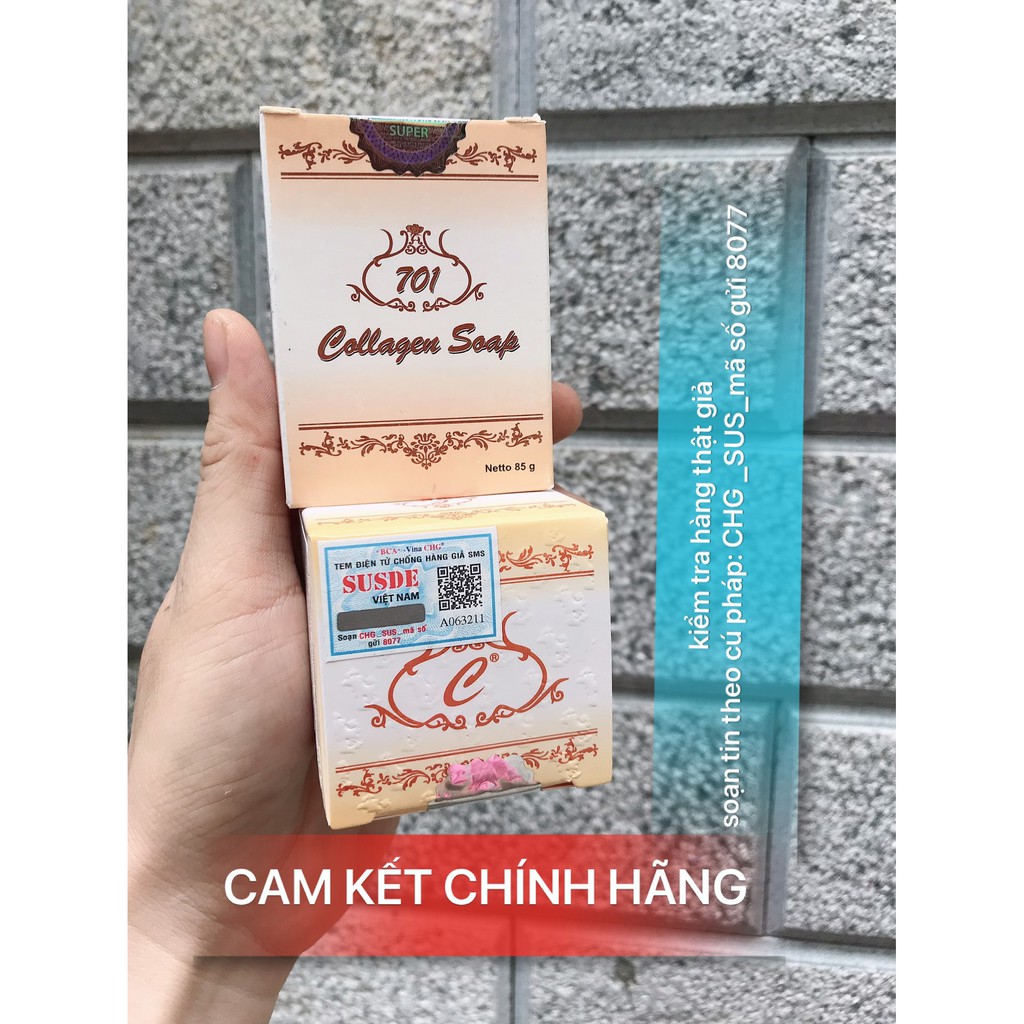 SUPER
701
Collagen Soap
Netto 85 g
BCA - Vina CHG®
TEM ĐIỆN TỬ CHỐNG HÀNG GIẢ SMS
SUSDE
VIỆT NAM
A063211
Soạn CHG_SUS_mã số
gửi 8077
C®
kiểm tra hàng thật giả
soạn tin theo cú pháp: CHG _SUS_mã số gửi 8077
CAM KẾT CHÍNH HÃNG